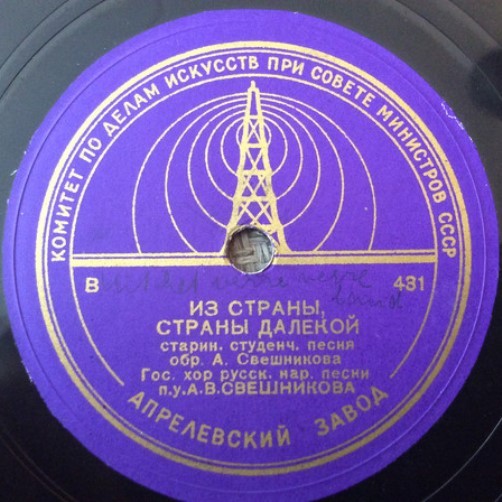 КОМИТЕТ ПО ДЕЛАМ ИСКУССТВ ПРИ СОВЕТЕ МИНИСТРОВ СССР
В 431
ИЗ СТРАНЫ,
СТРАНЫ ДАЛЕКОЙ
старин. студенч. песня
обр. А. Свешникова
Гос. хор русск. нар. песни
п.у. А.В.СВЕШНИКОВА
АПРЕЛЕВСКИЙ ЗАВОД